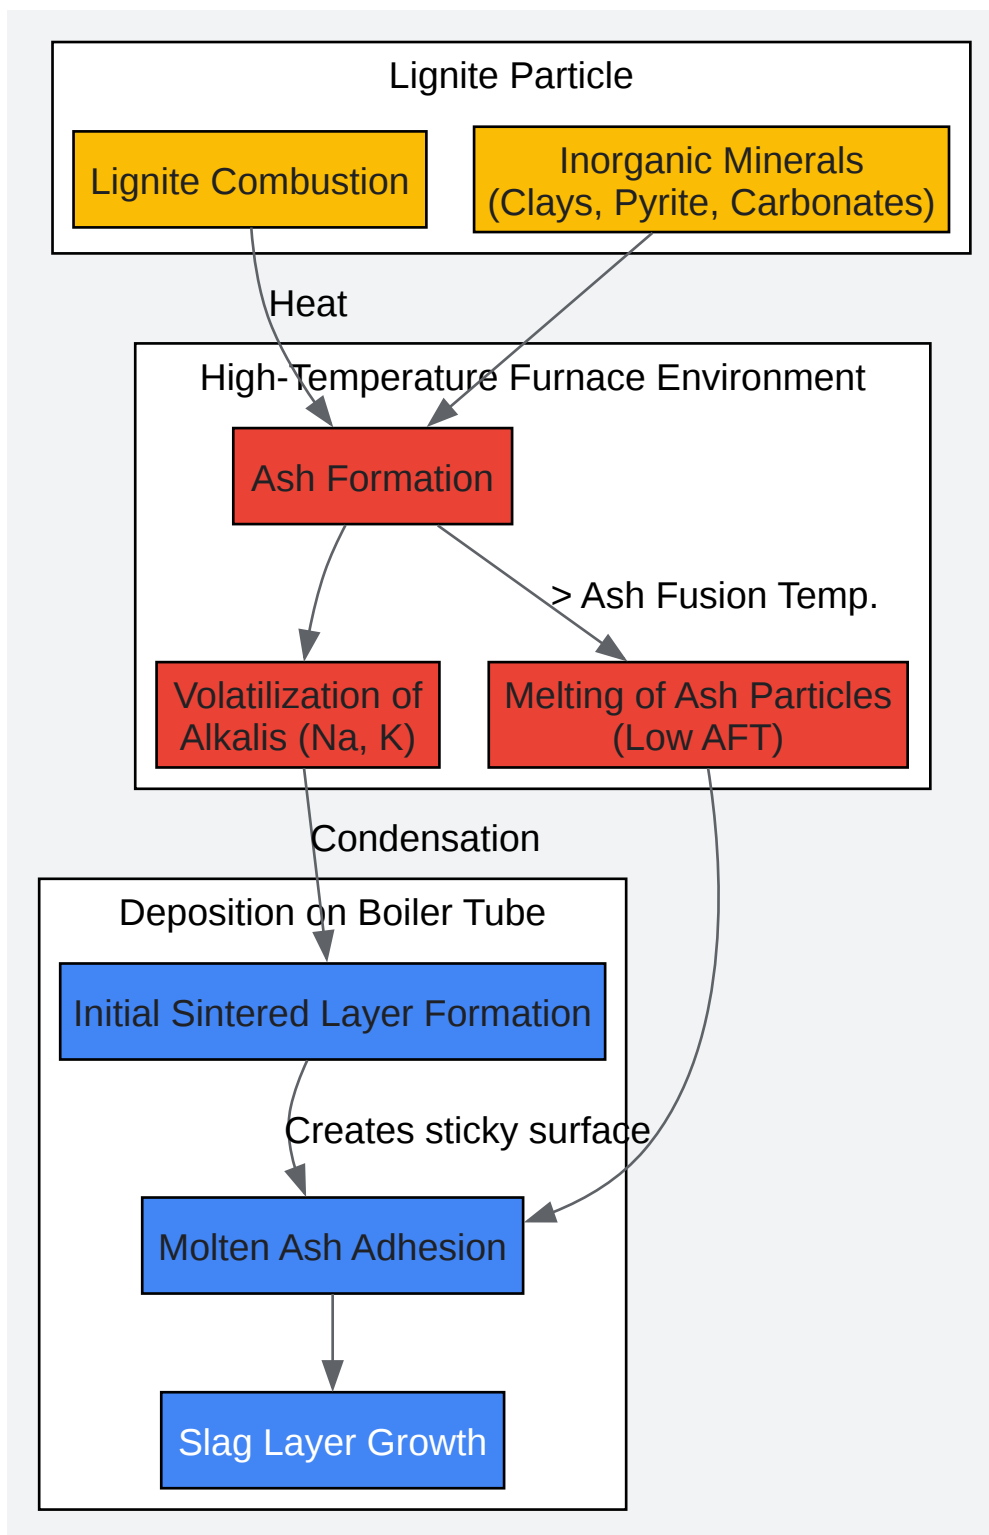 Lignite Particle
Lignite Combustion
Inorganic Minerals
(Clays, Pyrite, Carbonates)
Heat
High-Temperature Furnace Environment
Ash Formation
> Ash Fusion Temp.
Volatilization of
Alkalis (Na, K)
Melting of Ash Particles
(Low AFT)
Condensation
Deposition on Boiler Tube
Initial Sintered Layer Formation
Creates sticky surface
Molten Ash Adhesion
Slag Layer Growth